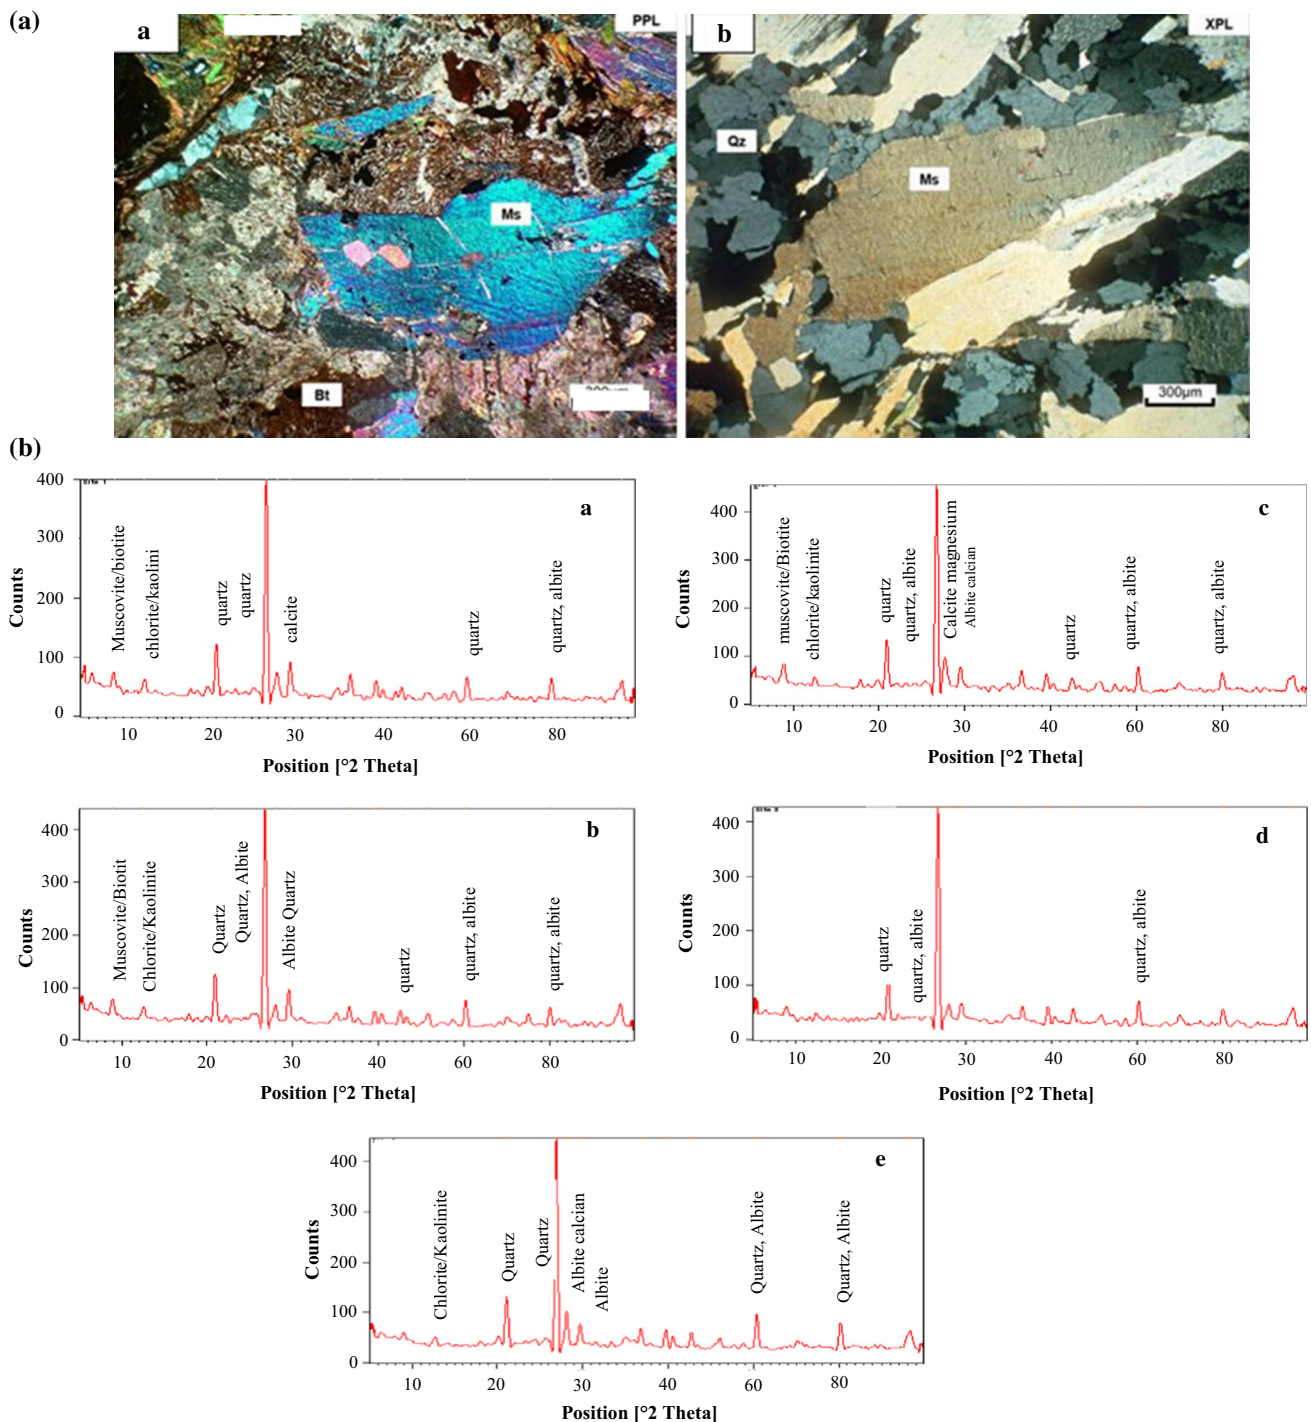 (a)
a
PPL
Ms
Bt
b
XPL
Qz
Ms
300µm
(b)
a
Counts
400
300
200
100
0
Muscovite/biotite
chlorite/kaolini
quartz
quartz
calcite
quartz
quartz, albite
10 20 30 40 60 80
Position [°2 Theta]
c
Counts
400
300
200
100
0
muscovite/Biotite
chlorite/kaolinite
quartz
quartz, albite
Calcite magnesium
Albite calcian
quartz
quartz, albite
quartz, albite
10 20 30 40 50 60 80
Position [°2 Theta]
b
Counts
400
300
200
100
0
Muscovite/Biotit
Chlorite/Kaolinite
Quartz
Quartz, Albite
Albite Quartz
quartz
quartz, albite
quartz, albite
10 20 30 40 60 80
Position [°2 Theta]
d
Counts
400
300
200
100
0
quartz
quartz, albite
quartz, albite
10 20 30 40 60 80
Position [°2 Theta]
e
Counts
400
300
200
100
0
Chlorite/Kaolinite
Quartz
Quartz
Albite calcian
Albite
Quartz, Albite
Quartz, Albite
10 20 30 40 60 80
Position [°2 Theta]